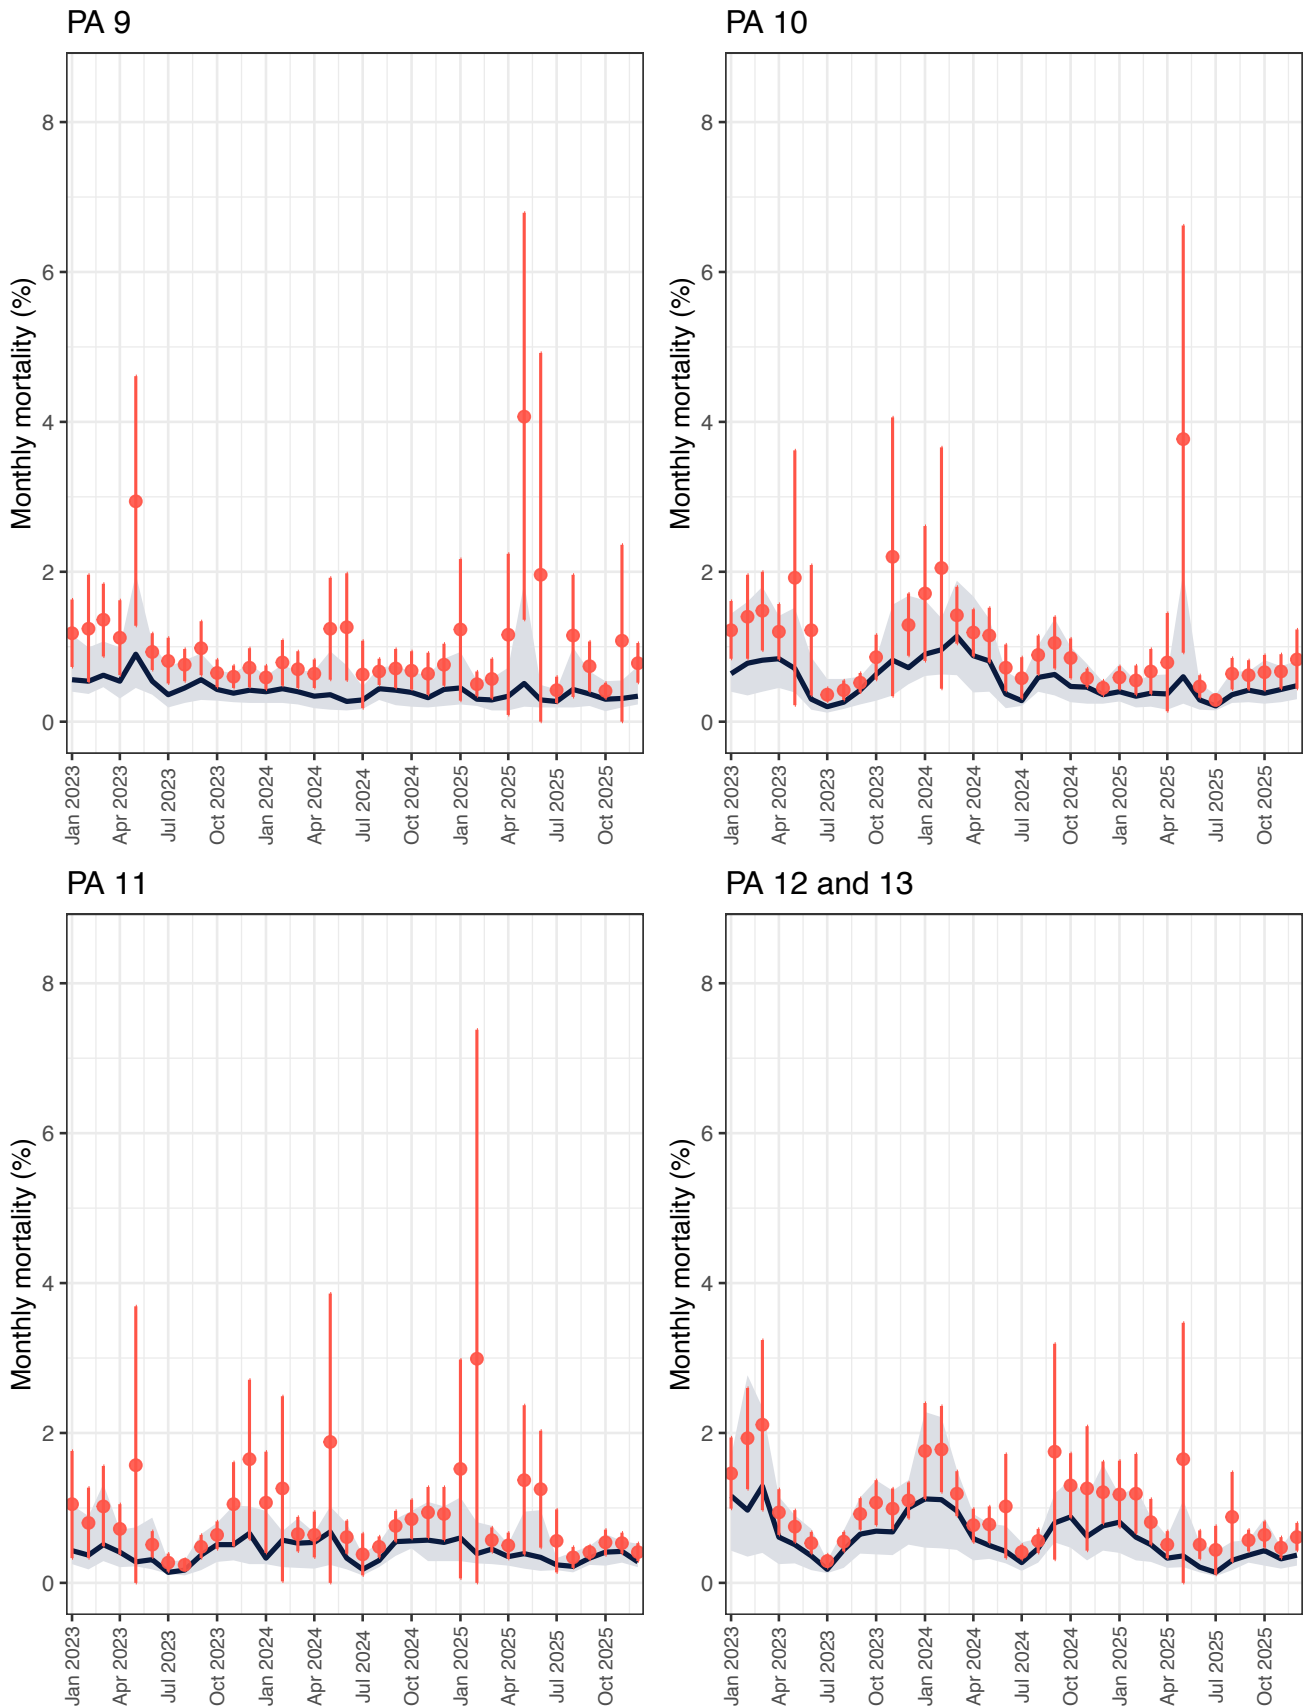 PA 9
Monthly mortality (%)
8
6
4
2
0
Jan 2023
Apr 2023
Jul 2023
Oct 2023
Jan 2024
Apr 2024
Jul 2024
Oct 2024
Jan 2025
Apr 2025
Jul 2025
Oct 2025
PA 10
Monthly mortality (%)
8
6
4
2
0
Jan 2023
Apr 2023
Jul 2023
Oct 2023
Jan 2024
Apr 2024
Jul 2024
Oct 2024
Jan 2025
Apr 2025
Jul 2025
Oct 2025
PA 11
Monthly mortality (%)
8
6
4
2
0
Jan 2023
Apr 2023
Jul 2023
Oct 2023
Jan 2024
Apr 2024
Jul 2024
Oct 2024
Jan 2025
Apr 2025
Jul 2025
Oct 2025
PA 12 and 13
Monthly mortality (%)
8
6
4
2
0
Jan 2023
Apr 2023
Jul 2023
Oct 2023
Jan 2024
Apr 2024
Jul 2024
Oct 2024
Jan 2025
Apr 2025
Jul 2025
Oct 2025